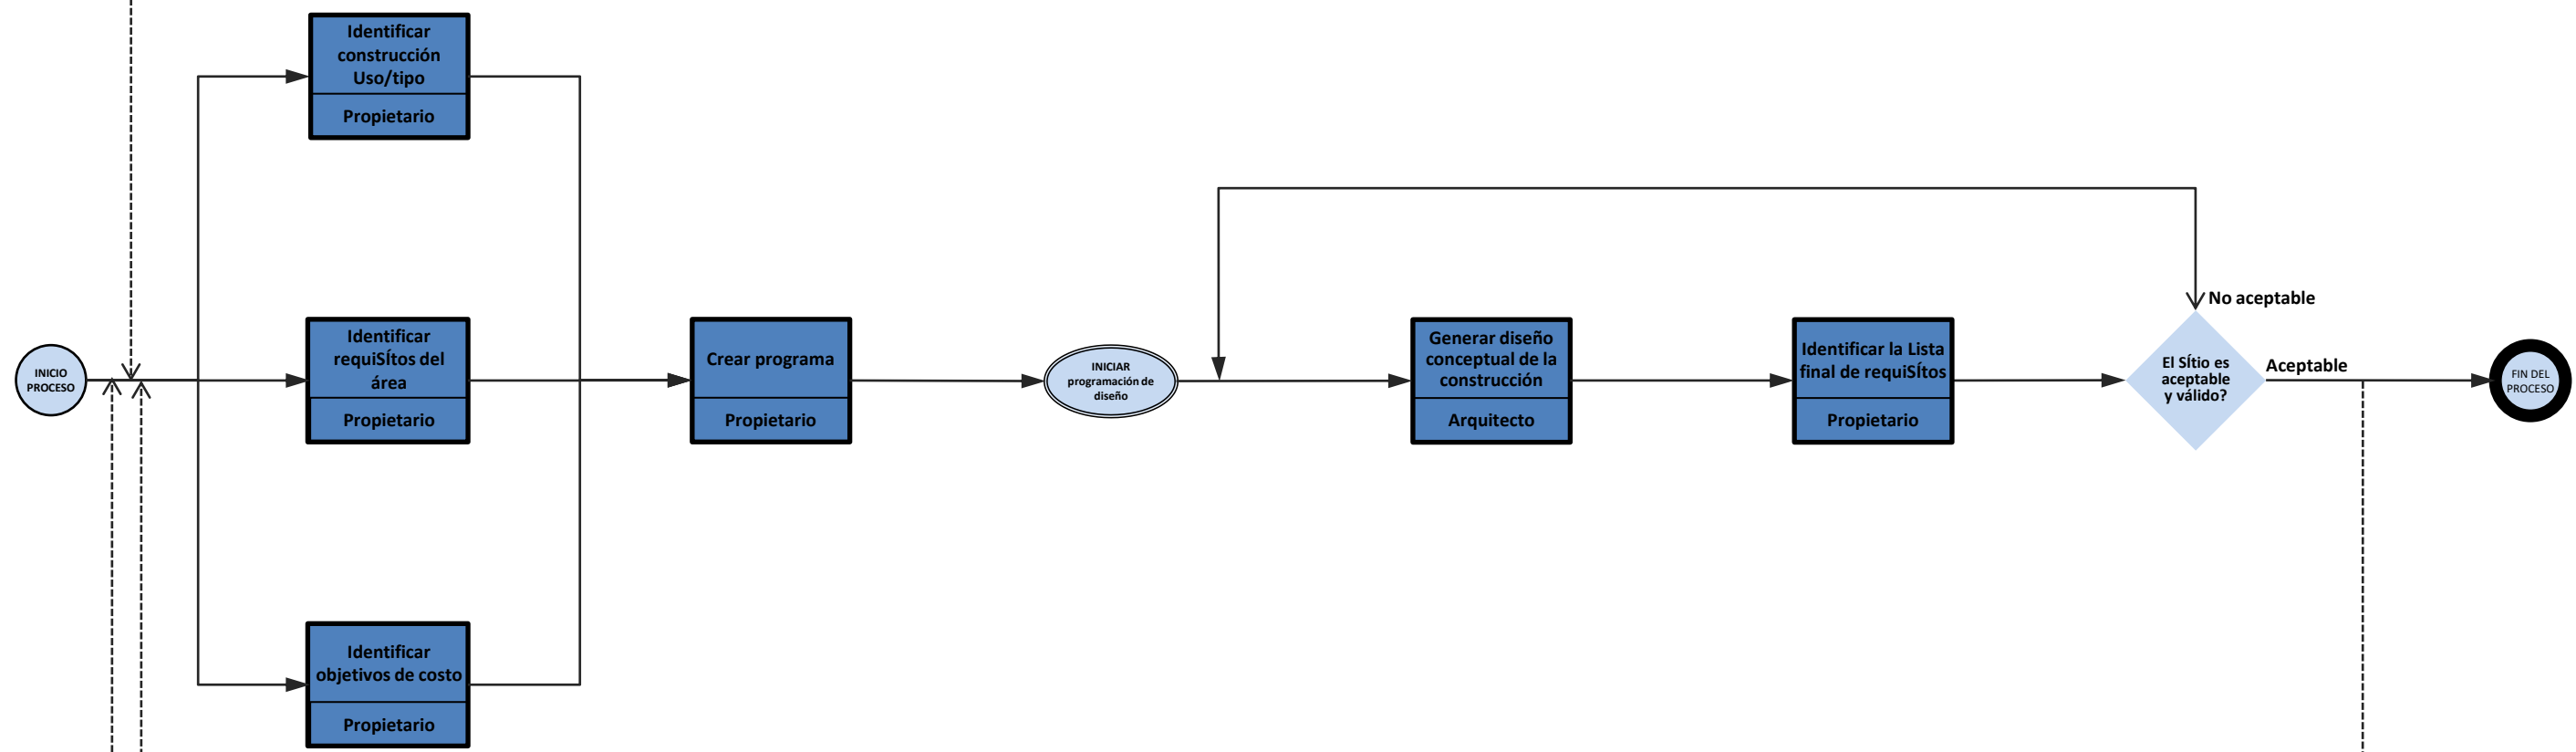 Identificar
construcción
Uso/tipo
Propietario
INICIO
PROCESO
Identificar
requiSÍtos del
área
Propietario
Identificar
objetivos de costo
Propietario
Crear programa
Propietario
INICIAR
programación de
diseño
Generar diseño
conceptual de la
construcción
Arquitecto
Identificar la Lista
final de requiSÍtos
Propietario
No aceptable
El SÍtio es
aceptable
y válido?
Aceptable
FIN DEL
PROCESO